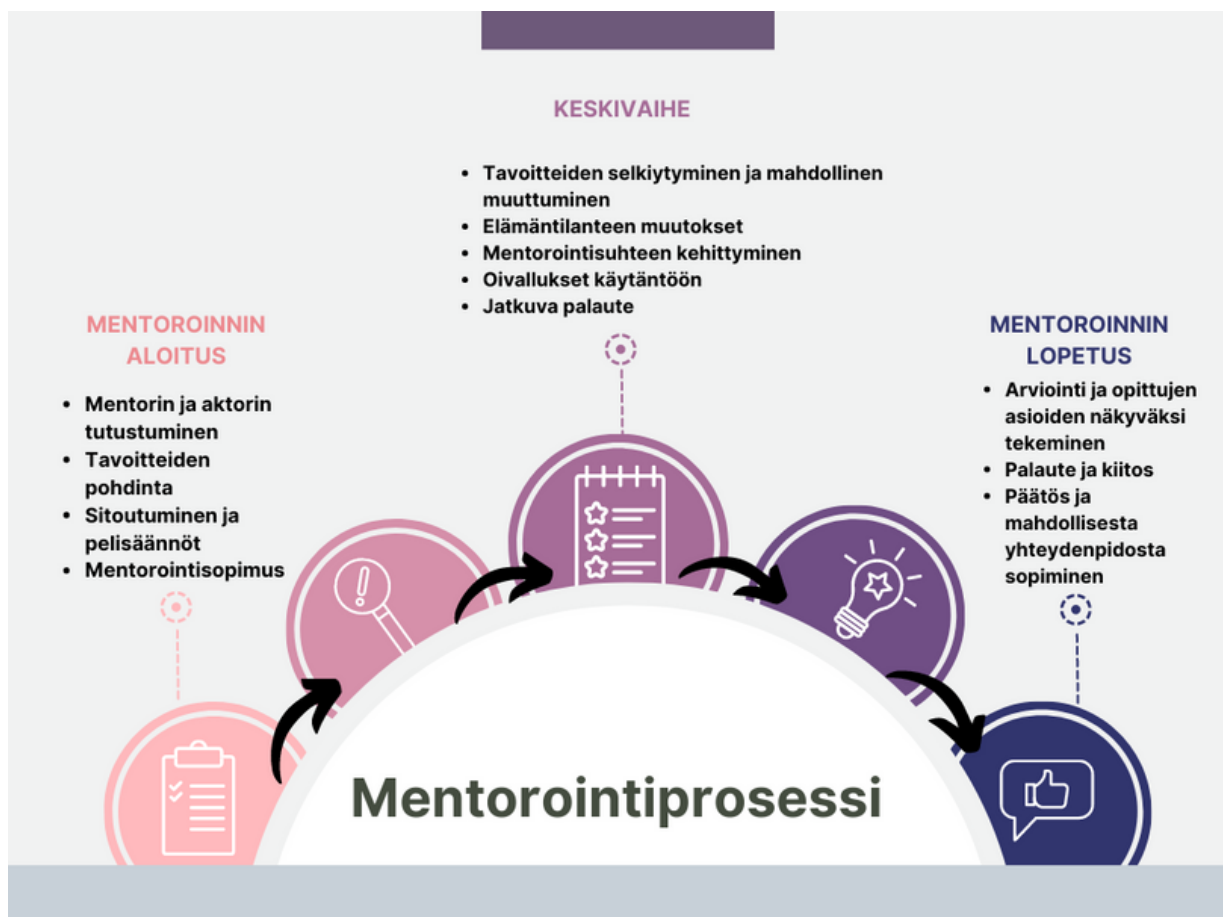 KESKIVAIHE
• Tavoitteiden selkiytyminen ja mahdollinen
muuttuminen
• Elämäntilanteen muutokset
• Mentorointisuhteen kehittyminen
• Oivallukset käytäntöön
• Jatkuva palaute
MENTOROINNIN
ALOITUS
• Mentorin ja aktorin
tutustuminen
• Tavoitteiden
pohdinta
• Sitoutuminen ja
pelisäännöt
• Mentorointisopimus
MENTOROINNIN
LOPETUS
• Arviointi ja opittujen
asioiden näkyväksi
tekeminen
• Palaute ja kiitos
• Päätös ja
mahdollisesta
yhteydenpidosta
sopiminen
Mentorointiprosessi